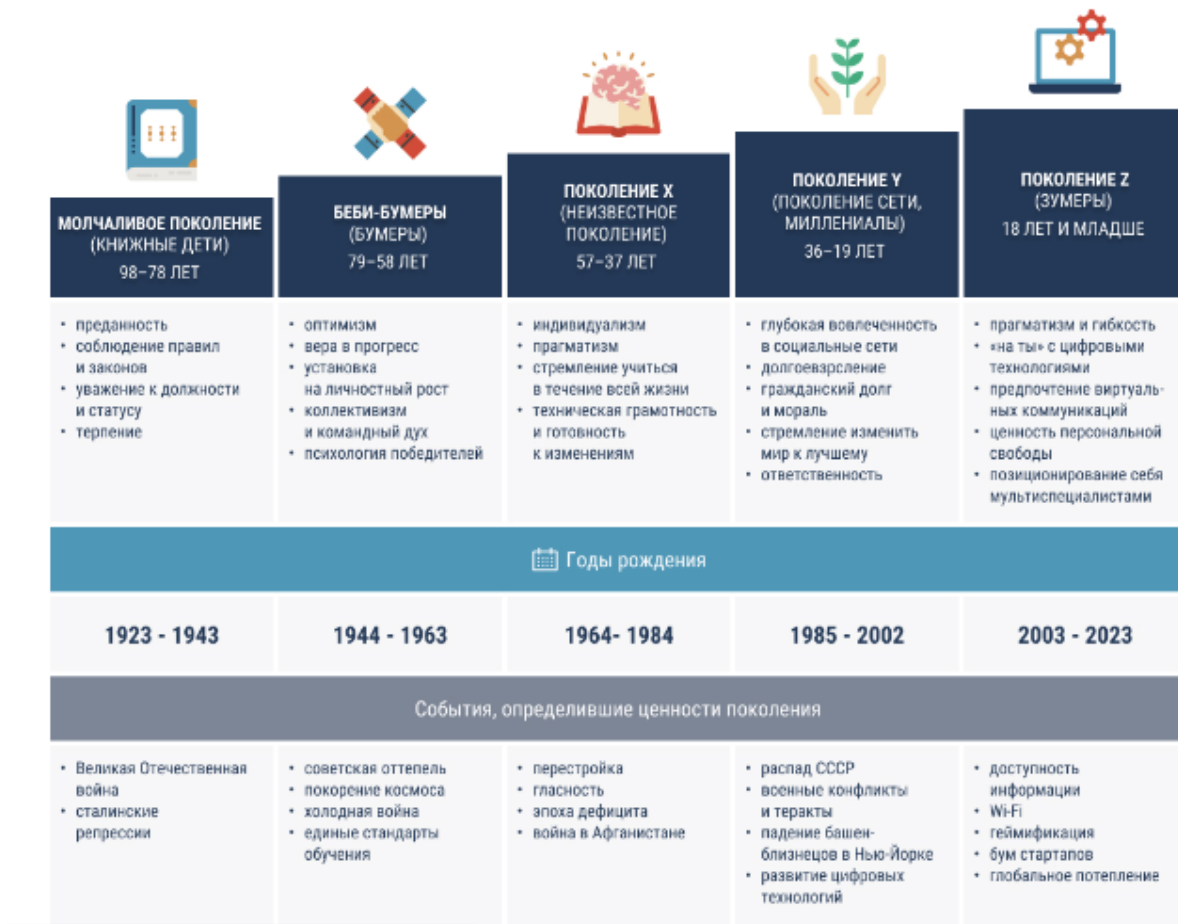 МОЛЧАЛИВОЕ ПОКОЛЕНИЕ
(КНИЖНЫЕ ДЕТИ)
98–78 ЛЕТ
БЕБИ-БУМЕРЫ
(БУМЕРЫ)
79–58 ЛЕТ
ПОКОЛЕНИЕ X
(НЕИЗВЕСТНОЕ
ПОКОЛЕНИЕ)
57–37 ЛЕТ
ПОКОЛЕНИЕ Y
(ПОКОЛЕНИЕ СЕТИ,
МИЛЛЕНИАЛЫ)
36–19 ЛЕТ
ПОКОЛЕНИЕ Z
(ЗУМЕРЫ)
18 ЛЕТ И МЛАДШЕ
• преданность
• соблюдение правил
и законов
• уважение к должности
и статусу
• терпение
• оптимизм
• вера в прогресс
• установка
на личностный рост
• коллективизм
и командный дух
• психология победителей
• индивидуализм
• прагматизм
• стремление учиться
в течение всей жизни
• техническая грамотность
и готовность
к изменениям
• глубокая вовлеченность
в социальные сети
• долгоевзрсление
• гражданский долг
и мораль
• стремление изменить
мир к лучшему
• ответственность
• прагматизм и гибкость
• «на ты» с цифровыми
технологиями
• предпочтение виртуаль-
ных коммуникаций
• ценность персональной
свободы
• позиционирование себя
мультиспециалистами
Годы рождения
1923 - 1943
1944 - 1963
1964- 1984
1985 - 2002
2003 - 2023
События, определившие ценности поколения
• Великая Отечественная
война
• сталинские
репрессии
• советская оттепель
• покорение космоса
• холодная война
• единые стандарты
обучения
• перестройка
• гласность
• эпоха дефицита
• война в Афганистане
• распад СССР
• военные конфликты
и теракты
• падение башен-
близнецов в Нью-Йорке
• развитие цифровых
технологий
• доступность
информации
• Wi-Fi
• геймификация
• бум стартапов
• глобальное потепление